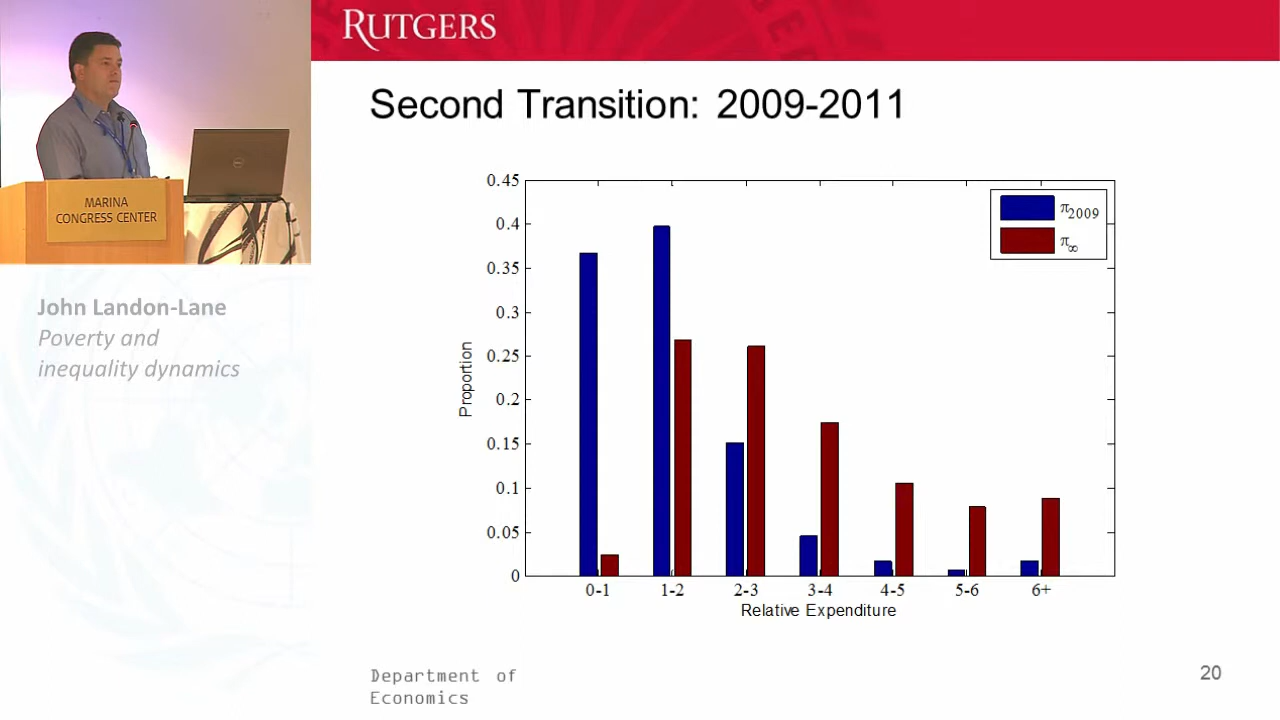 RUTGERS
Second Transition: 2009-2011
MARINA
CONGRESS CENTER
John Landon-Lane
Poverty and
inequality dynamics
Proportion
0.45
0.4
0.35
0.3
0.25
0.2
0.15
0.1
0.05
0
π2009
π∞
0-1 1-2 2-3 3-4 4-5 5-6 6+
Relative Expenditure
Department of
Economics
20